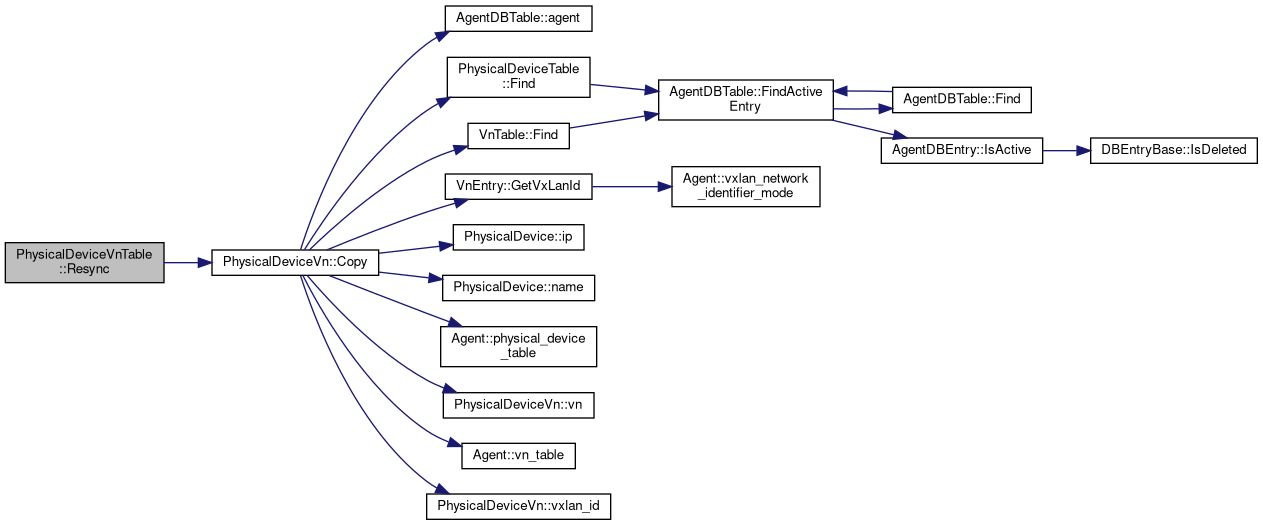 PhysicalDeviceVnTable
::Resync
PhysicalDeviceVn::Copy
AgentDBTable::agent
PhysicalDeviceTable
::Find
VnTable::Find
VnEntry::GetVxLanId
PhysicalDevice::ip
PhysicalDevice::name
Agent::physical_device
_table
PhysicalDeviceVn::vn
Agent::vn_table
PhysicalDeviceVn::vxlan_id
AgentDBTable::FindActive
Entry
Agent::vxlan_network
_identifier_mode
AgentDBTable::Find
AgentDBEntry::IsActive
DBEntryBase::IsDeleted